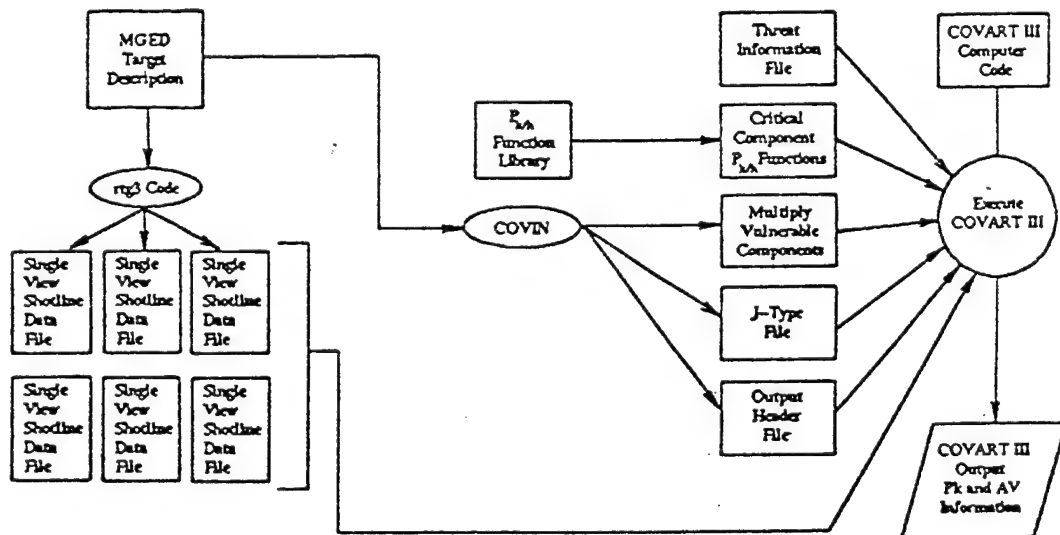 MGED
Target
Description
rtg3 Code
Single
View
Shotline
Data
File
Single
View
Shotline
Data
File
Single
View
Shotline
Data
File
Single
View
Shotline
Data
File
Single
View
Shotline
Data
File
Single
View
Shotline
Data
File
P k/h
Function
Library
COVIN
Threat
Information
File
Critical
Component
P k/h Functions
Multiply
Vulnerable
Components
J-Type
File
Output
Header
File
COVART III
Computer
Code
Execute
COVART III
COVART III
Output
Pk and AV
Information